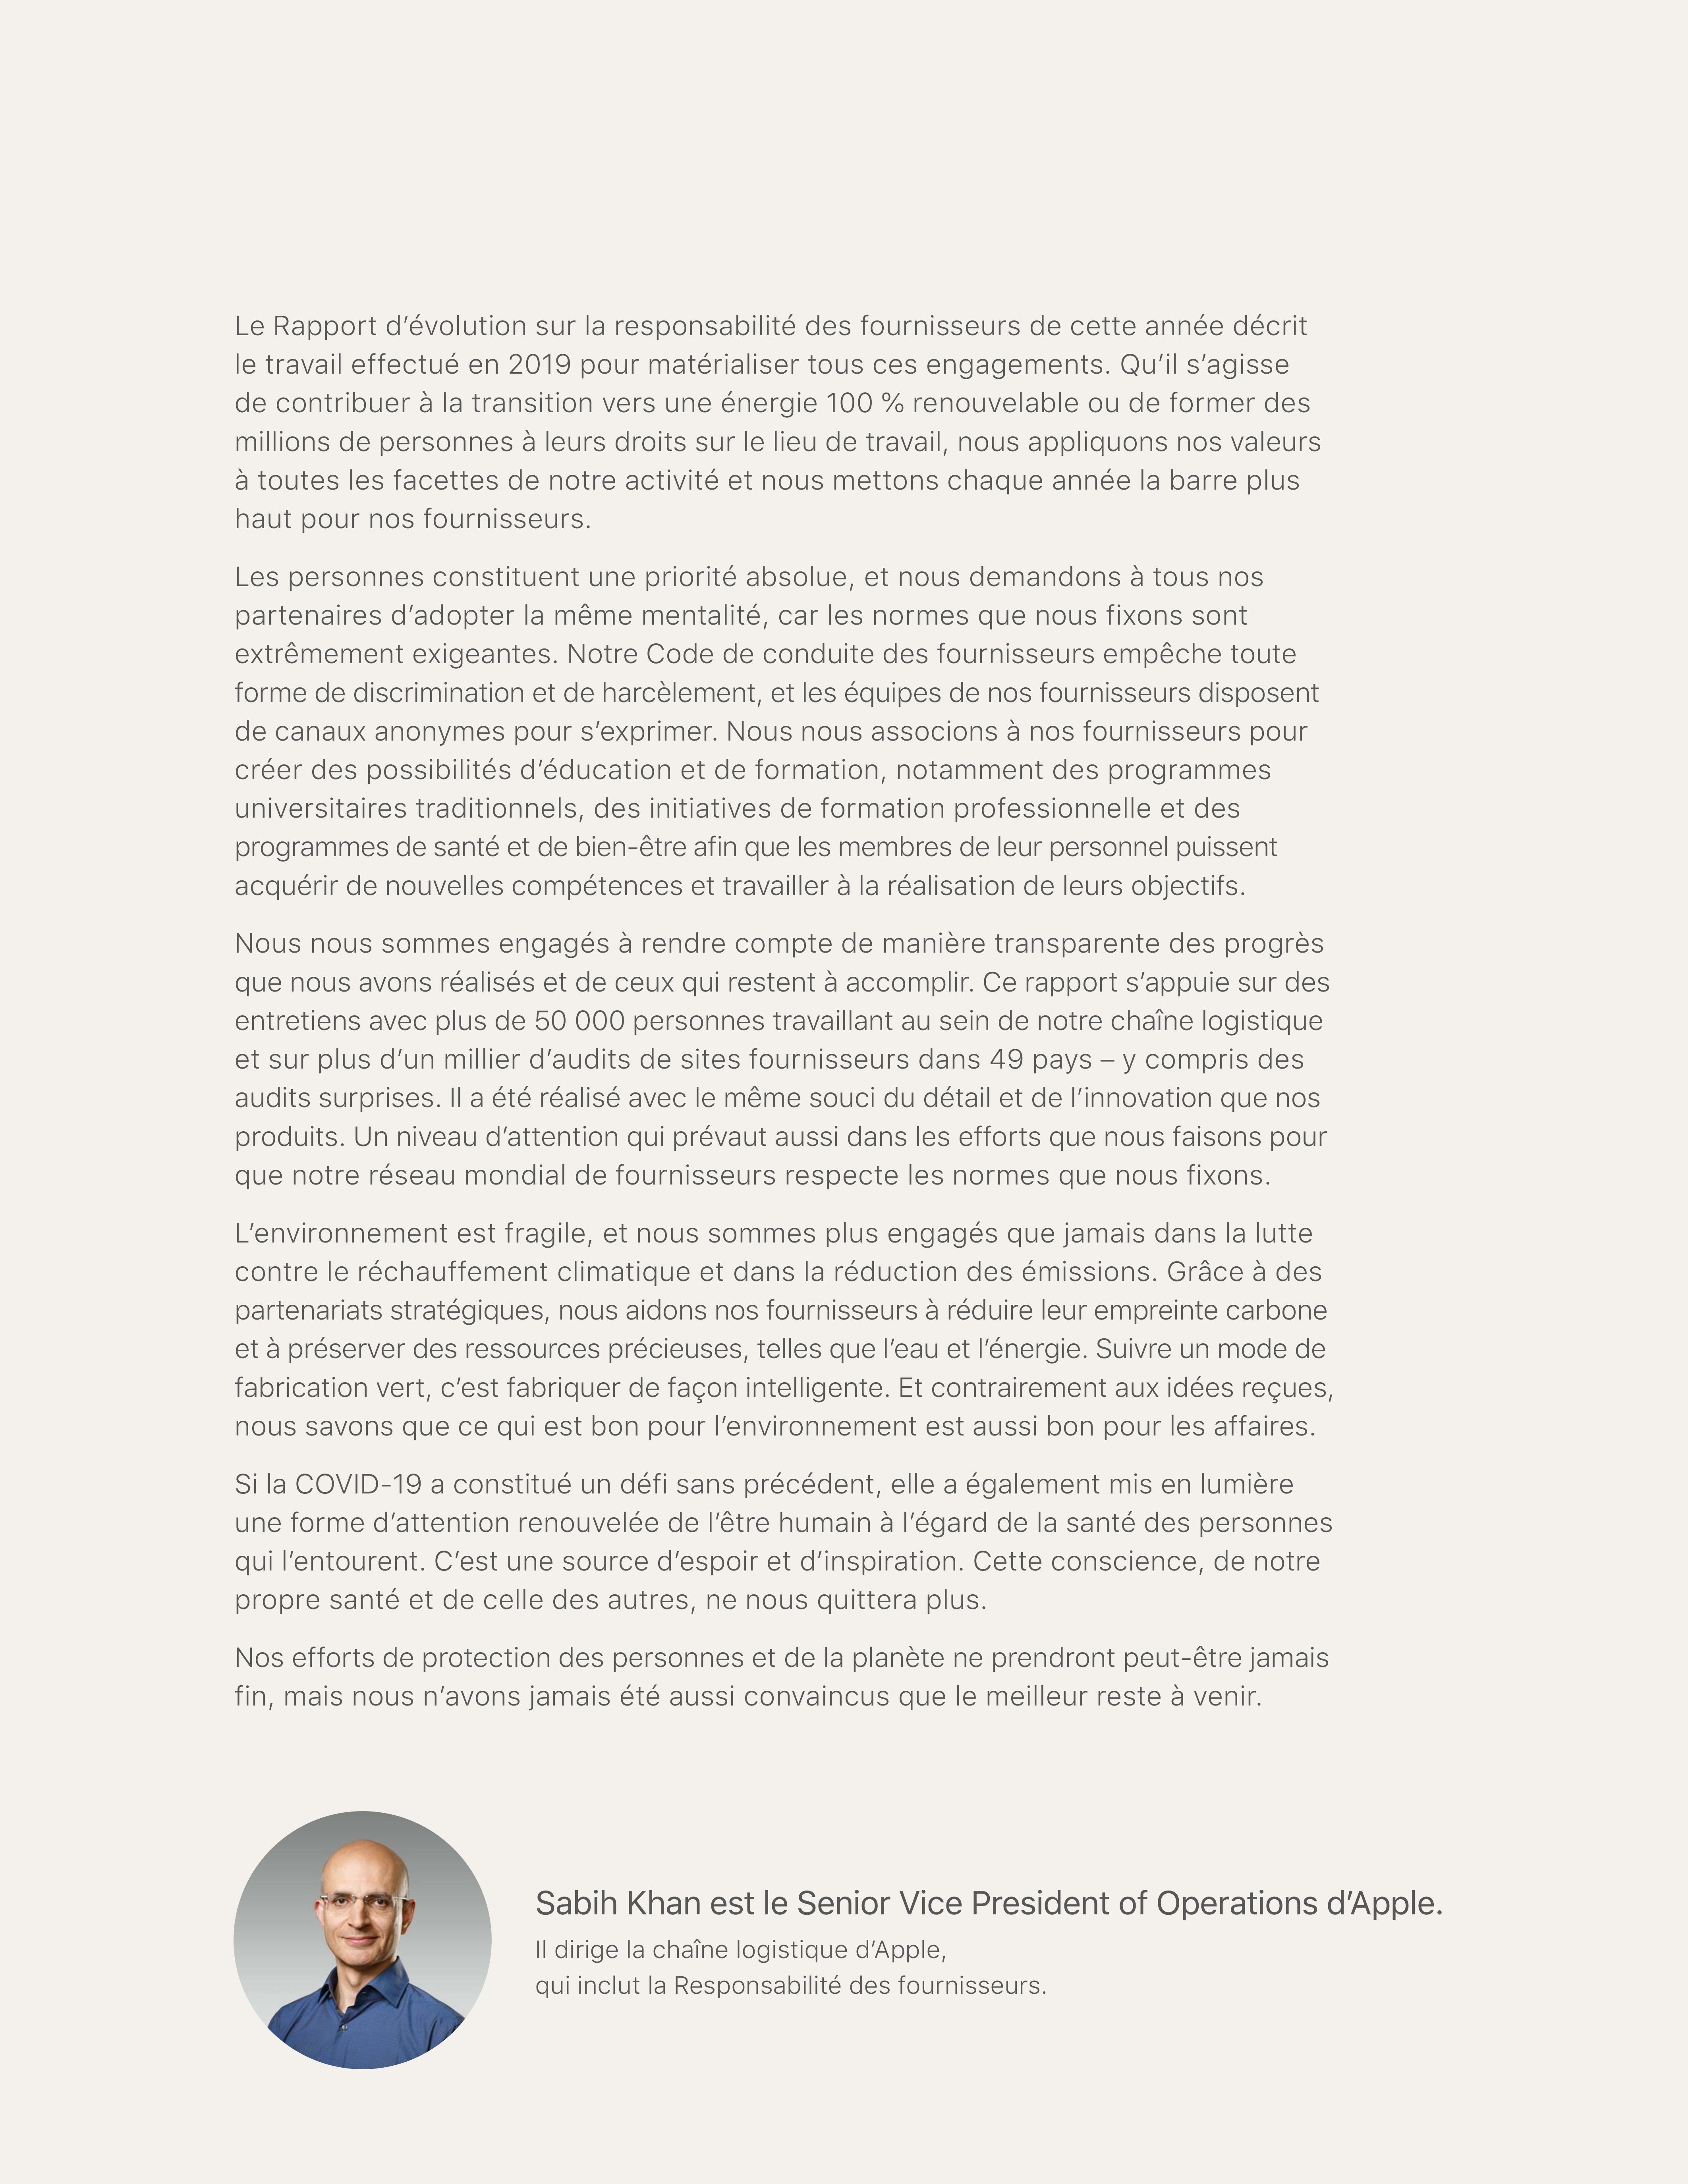 Le Rapport d’évolution sur la responsabilité des fournisseurs de cette année décrit
le travail effectué en 2019 pour matérialiser tous ces engagements. Qu’il s’agisse
de contribuer à la transition vers une énergie 100 % renouvelable ou de former des
millions de personnes à leurs droits sur le lieu de travail, nous appliquons nos valeurs
à toutes les facettes de notre activité et nous mettons chaque année la barre plus
haut pour nos fournisseurs.
Les personnes constituent une priorité absolue, et nous demandons à tous nos
partenaires d’adopter la même mentalité, car les normes que nous fixons sont
extrêmement exigeantes. Notre Code de conduite des fournisseurs empêche toute
forme de discrimination et de harcèlement, et les équipes de nos fournisseurs disposent
de canaux anonymes pour s’exprimer. Nous nous associons à nos fournisseurs pour
créer des possibilités d’éducation et de formation, notamment des programmes
universitaires traditionnels, des initiatives de formation professionnelle et des
programmes de santé et de bien-être afin que les membres de leur personnel puissent
acquérir de nouvelles compétences et travailler à la réalisation de leurs objectifs.
Nous nous sommes engagés à rendre compte de manière transparente des progrès
que nous avons réalisés et de ceux qui restent à accomplir. Ce rapport s’appuie sur des
entretiens avec plus de 50 000 personnes travaillant au sein de notre chaîne logistique
et sur plus d’un millier d’audits de sites fournisseurs dans 49 pays – y compris des
audits surprises. Il a été réalisé avec le même souci du détail et de l’innovation que nos
produits. Un niveau d’attention qui prévaut aussi dans les efforts que nous faisons pour
que notre réseau mondial de fournisseurs respecte les normes que nous fixons.
L’environnement est fragile, et nous sommes plus engagés que jamais dans la lutte
contre le réchauffement climatique et dans la réduction des émissions. Grâce à des
partenariats stratégiques, nous aidons nos fournisseurs à réduire leur empreinte carbone
et à préserver des ressources précieuses, telles que l’eau et l’énergie. Suivre un mode de
fabrication vert, c’est fabriquer de façon intelligente. Et contrairement aux idées reçues,
nous savons que ce qui est bon pour l’environnement est aussi bon pour les affaires.
Si la COVID-19 a constitué un défi sans précédent, elle a également mis en lumière
une forme d’attention renouvelée de l’être humain à l’égard de la santé des personnes
qui l’entourent. C’est une source d’espoir et d’inspiration. Cette conscience, de notre
propre santé et de celle des autres, ne nous quittera plus.
Nos efforts de protection des personnes et de la planète ne prendront peut-être jamais
fin, mais nous n’avons jamais été aussi convaincus que le meilleur reste à venir.
Sabih Khan est le Senior Vice President of Operations d’Apple.
Il dirige la chaîne logistique d’Apple,
qui inclut la Responsabilité des fournisseurs.